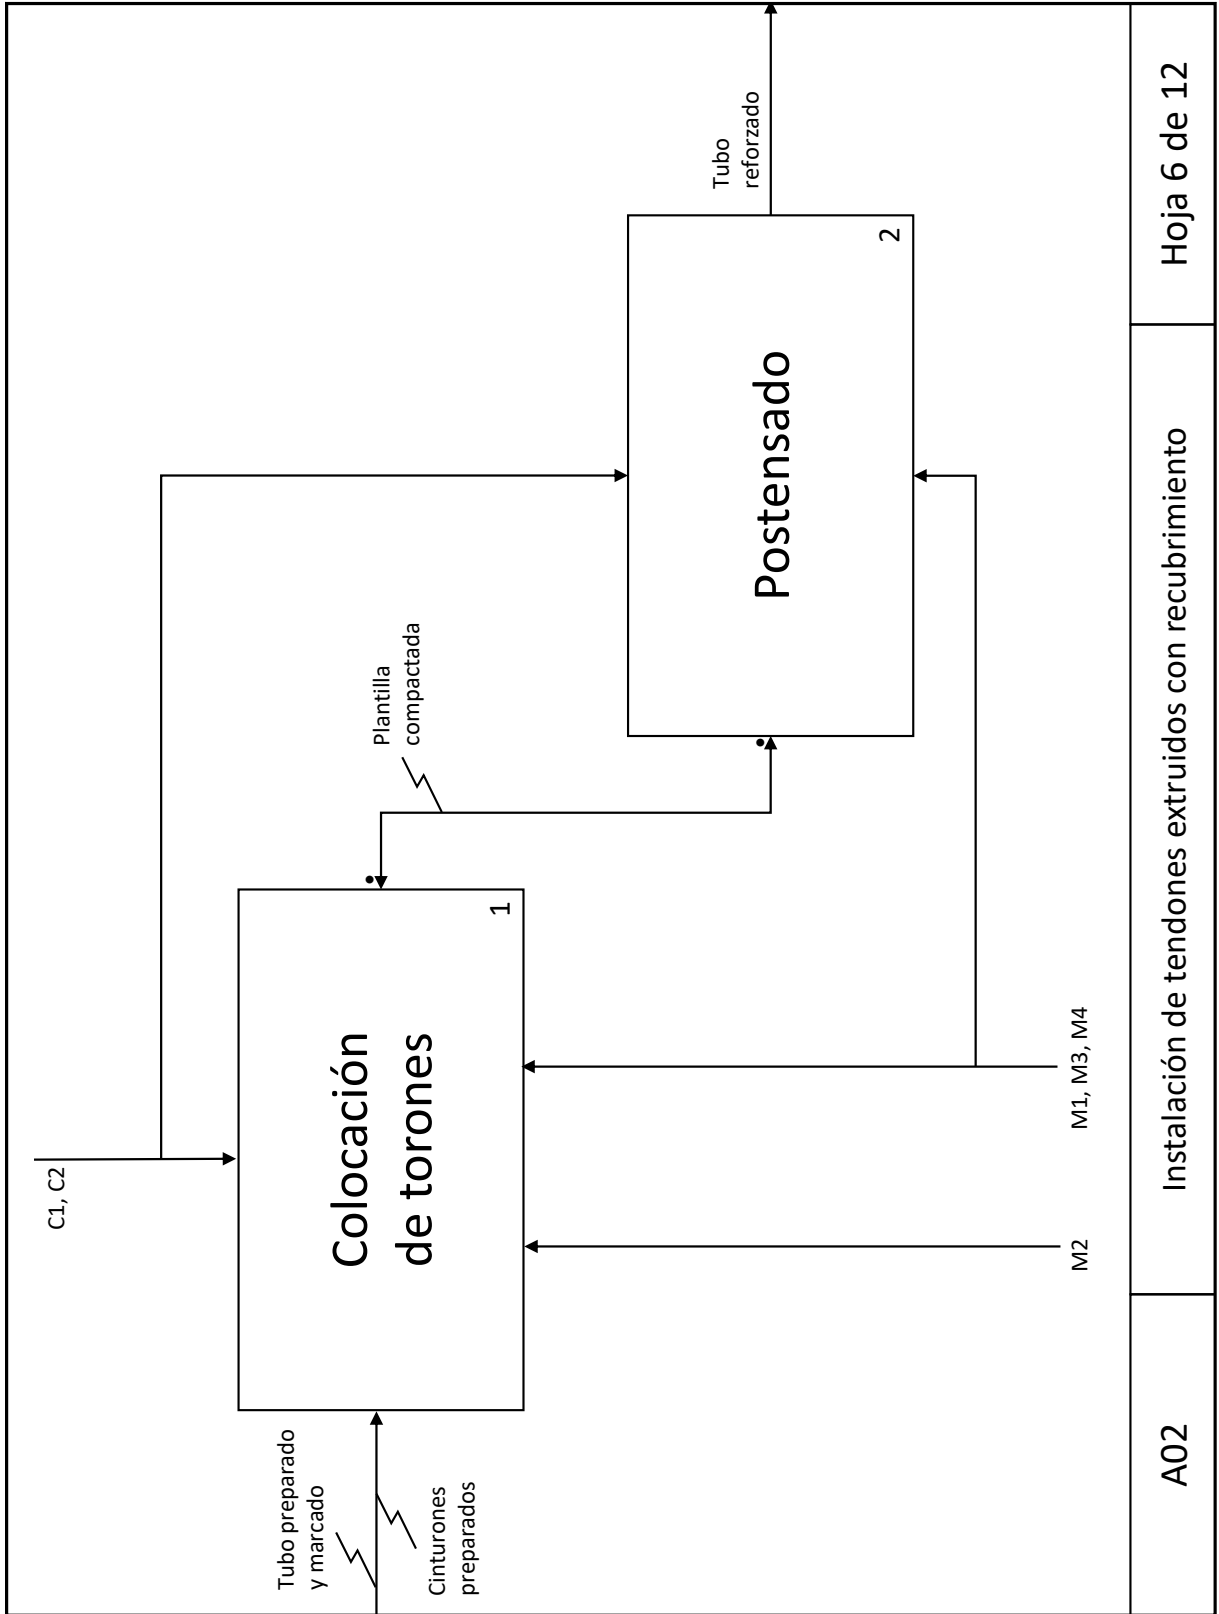 C1, C2
Tubo preparado
y marcado
Cinturones
preparados
Colocación
de torones
1
Plantilla
compactada
Postensado
2
Tubo
reforzado
M2
M1, M3, M4
A02
Instalación de tendones extruidos con recubrimiento
Hoja 6 de 12